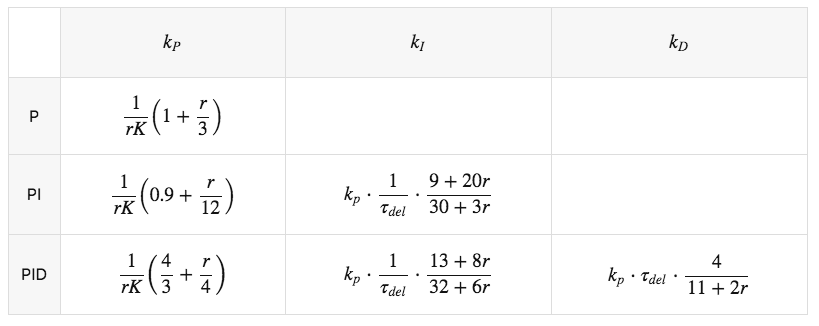 $k_P$ $k_I$ $k_D$
P $\frac{1}{rK}\left(1+\frac{r}{3}\right)$
PI $\frac{1}{rK}\left(0.9+\frac{r}{12}\right)$ $k_p \cdot \frac{1}{\tau_{del}} \cdot \frac{9+20r}{30+3r}$
PID $\frac{1}{rK}\left(\frac{4}{3}+\frac{r}{4}\right)$ $k_p \cdot \frac{1}{\tau_{del}} \cdot \frac{13+8r}{32+6r}$ $k_p \cdot \tau_{del} \cdot \frac{4}{11+2r}$